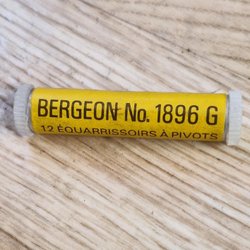 BERGEON No. 1896 G
12 ÉQUARRISSOIRS À PIVOTS